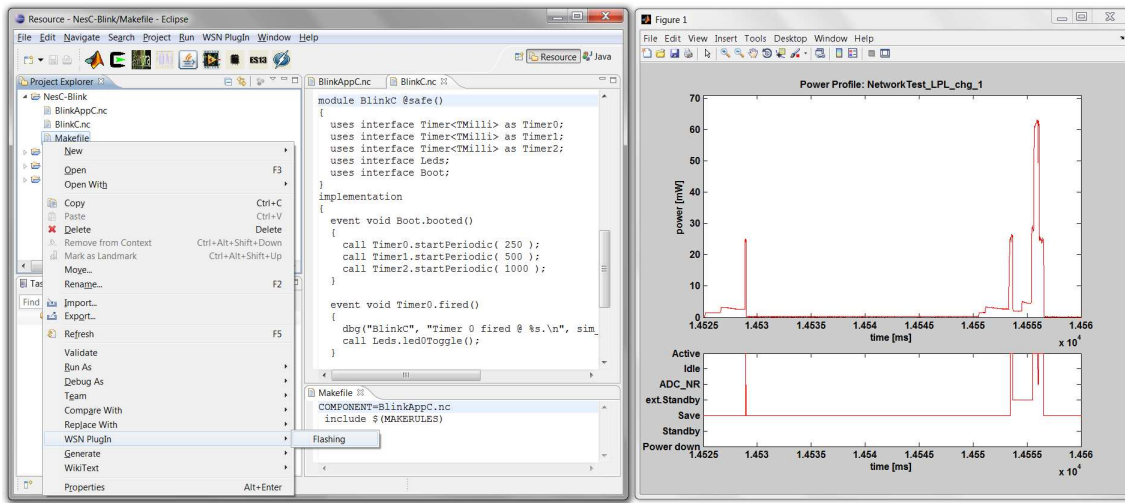 Resource - NesC-Blink/Makefile - Eclipse
File Edit Navigate Search Project Run WSN PlugIn Window Help
ES13
Resource Java
Project Explorer
NesC-Blink
BlinkAppC.nc
BlinkC.nc
Makefile
New
Open F3
Open With
Copy Ctrl+C
Paste Ctrl+V
Delete Delete
Remove from Context Ctrl+Alt+Shift+Down
Mark as Landmark Ctrl+Alt+Shift+Up
Move...
Rename... F2
Import...
Export...
Refresh F5
Validate
Run As
Debug As
Team
Compare With
Replace With
WSN PlugIn
Generate
WikiText
Properties Alt+Enter
Flashing
Find
BlinkAppC.nc BlinkC.nc
module BlinkC @safe()
{
uses interface Timer<TMilli> as Timer0;
uses interface Timer<TMilli> as Timer1;
uses interface Timer<TMilli> as Timer2;
uses interface Leds;
uses interface Boot;
}
implementation
{
event void Boot.booted()
{
call Timer0.startPeriodic( 250 );
call Timer1.startPeriodic( 500 );
call Timer2.startPeriodic( 1000 );
}
event void Timer0.fired()
{
dbg("BlinkC", "Timer 0 fired @ %s.\n", sim_
call Leds.led0Toggle();
}
Makefile
COMPONENT=BlinkAppC.nc
include $(MAKERULES)
Figure 1
File Edit View Insert Tools Desktop Window Help
Power Profile: NetworkTest_LPL_chg_1
power [mW]
70
60
50
40
30
20
10
0
1.4525 1.453 1.4535 1.454 1.4545 1.455 1.4555 1.456
time [ms]
x 10⁴
Active
Idle
ADC_NR
ext.Standby
Save
Standby
Power down
1.4525 1.453 1.4535 1.454 1.4545 1.455 1.4555 1.456
time [ms]
x 10⁴